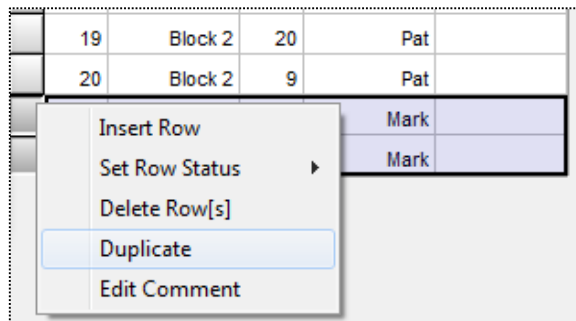 19 Block 2 20 Pat
20 Block 2 9 Pat
Mark
Mark
Insert Row
Set Row Status
Delete Row[s]
Duplicate
Edit Comment